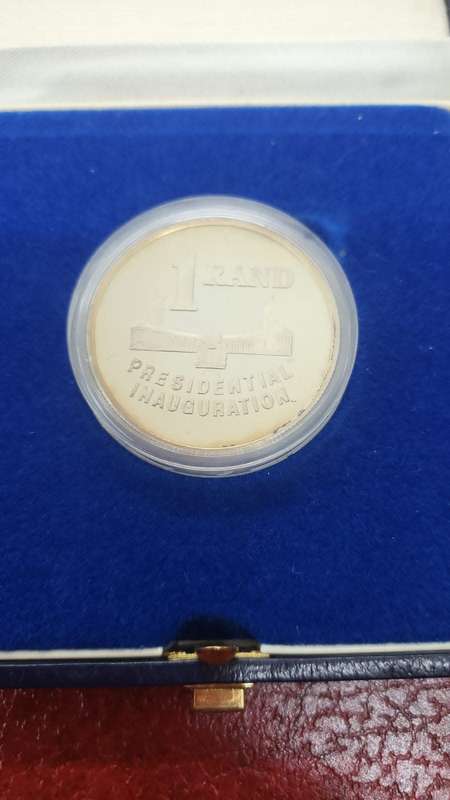 1 RAND
PRESIDENTIAL
INAUGURATION